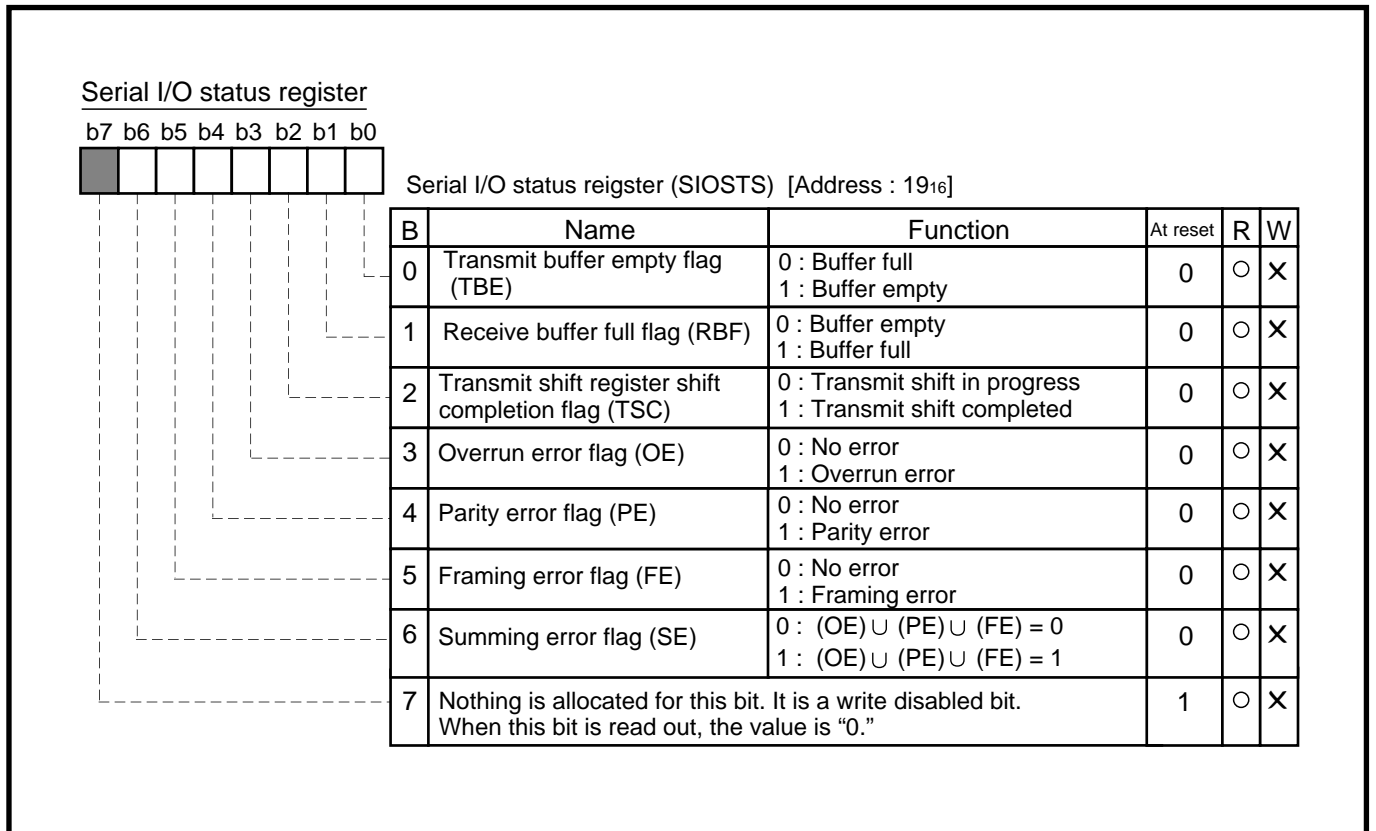 Serial I/O status register
b7 b6 b5 b4 b3 b2 b1 b0
Serial I/O status reigster (SIOSTS) [Address : 19₁₆]
B Name Function At reset R W
0 Transmit buffer empty flag (TBE) 0 : Buffer full 0 ○ ×
1 : Buffer empty
1 Receive buffer full flag (RBF) 0 : Buffer empty 0 ○ ×
1 : Buffer full
2 Transmit shift register shift completion flag (TSC) 0 : Transmit shift in progress 0 ○ ×
1 : Transmit shift completed
3 Overrun error flag (OE) 0 : No error 0 ○ ×
1 : Overrun error
4 Parity error flag (PE) 0 : No error 0 ○ ×
1 : Parity error
5 Framing error flag (FE) 0 : No error 0 ○ ×
1 : Framing error
6 Summing error flag (SE) 0 : (OE) ∪ (PE) ∪ (FE) = 0 0 ○ ×
1 : (OE) ∪ (PE) ∪ (FE) = 1
7 Nothing is allocated for this bit. It is a write disabled bit. 1 ○ ×
When this bit is read out, the value is “0.”